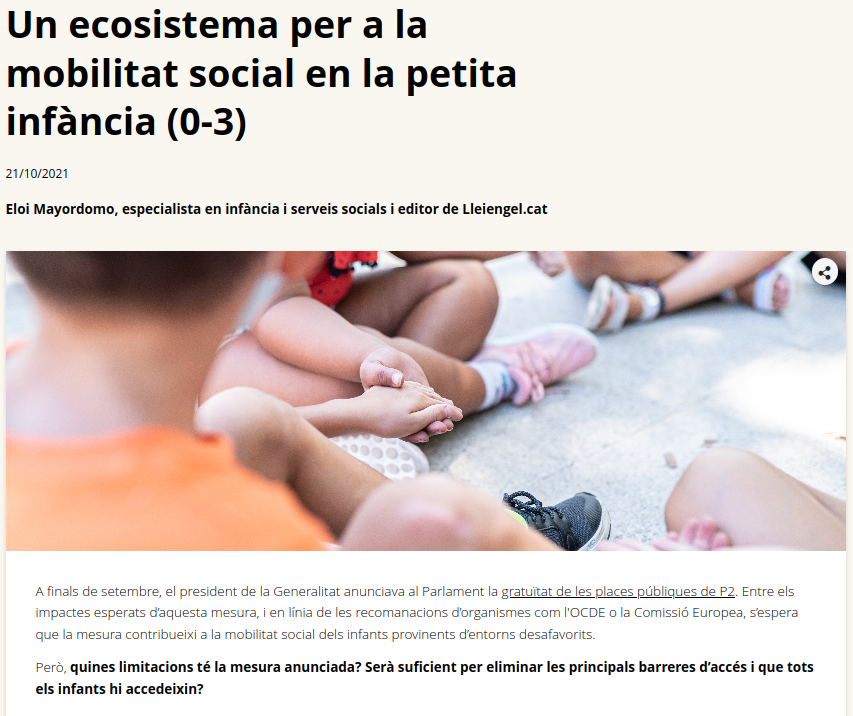 Un ecosistema per a la
mobilitat social en la petita
infància (0-3)
21/10/2021
Eloi Mayordomo, especialista en infància i serveis socials i editor de Lleiengel.cat
A finals de setembre, el president de la Generalitat anunciava al Parlament la gratuïtat de les places públiques de P2. Entre els
impactes esperats d’aquesta mesura, i en línia de les recomanacions d’organismes com l'OCDE o la Comissió Europea, s’espera
que la mesura contribueixi a la mobilitat social dels infants provinents d’entorns desafavorits.
Però, quines limitacions té la mesura anunciada? Serà suficient per eliminar les principals barreres d’accés i que tots
els infants hi accedeixin?